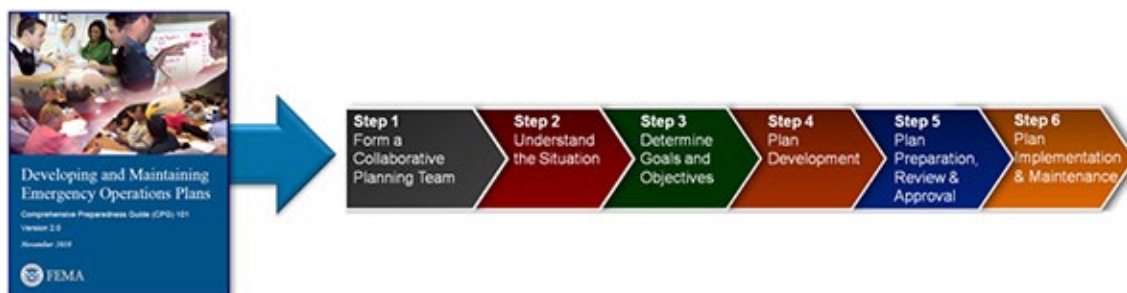 Developing and Maintaining
Emergency Operations Plans
Comprehensive Preparedness Guide (CPG) 101
Version 2.0
November 2010
FEMA
Step 1
Form a
Collaborative
Planning Team
Step 2
Understand
the Situation
Step 3
Determine
Goals and
Objectives
Step 4
Plan
Development
Step 5
Plan
Preparation,
Review &
Approval
Step 6
Plan
Implementation
& Maintenance